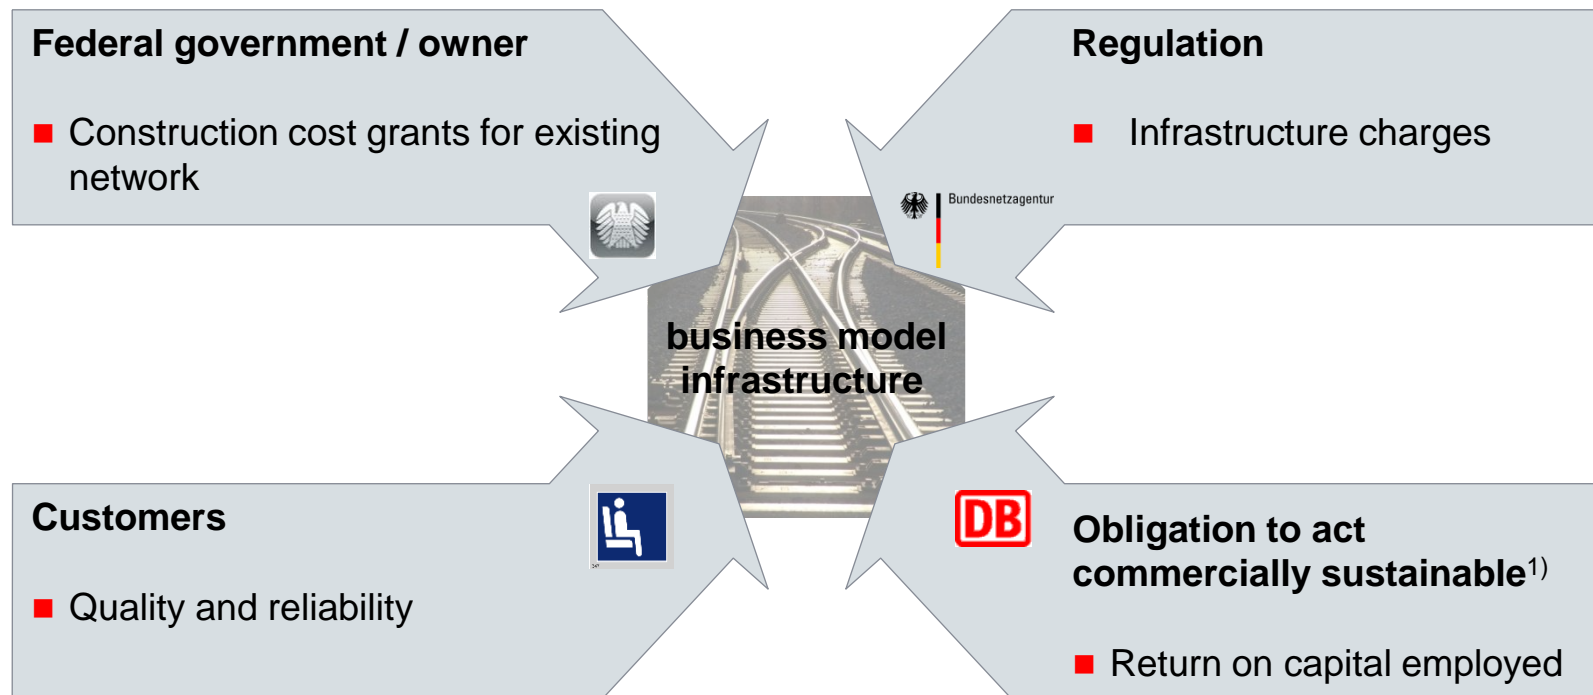 Federal government / owner
■ Construction cost grants for existing
network
Regulation
■ Infrastructure charges
Bundesnetzagentur
business model
infrastructure
Customers
■ Quality and reliability
DB
Obligation to act
commercially sustainable1)
■ Return on capital employed